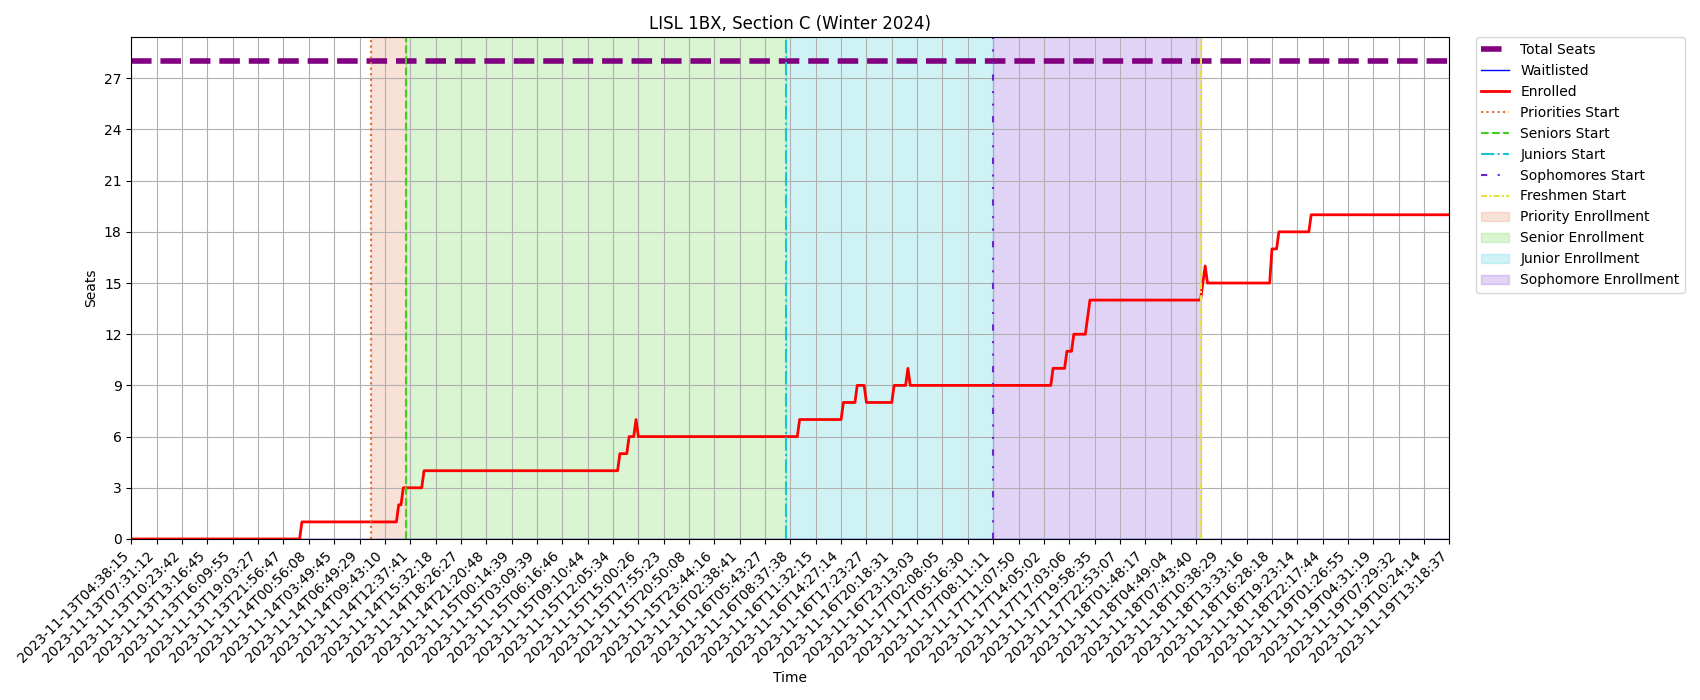 LISL 1BX, Section C (Winter 2024)
Seats
27
24
21
18
15
12
9
6
3
0
2023-11-13T04:38:15
2023-11-13T07:31:12
2023-11-13T10:23:42
2023-11-13T13:16:45
2023-11-13T16:09:55
2023-11-13T19:03:27
2023-11-13T21:56:47
2023-11-14T00:56:08
2023-11-14T03:49:45
2023-11-14T06:49:29
2023-11-14T09:43:10
2023-11-14T12:37:41
2023-11-14T15:32:18
2023-11-14T18:26:27
2023-11-14T21:20:48
2023-11-15T00:14:39
2023-11-15T03:09:39
2023-11-15T06:16:46
2023-11-15T09:10:44
2023-11-15T12:05:34
2023-11-15T15:00:26
2023-11-15T17:55:23
2023-11-15T20:50:08
2023-11-15T23:44:16
2023-11-16T02:38:41
2023-11-16T05:43:27
2023-11-16T08:37:38
2023-11-16T11:32:15
2023-11-16T14:27:14
2023-11-16T17:23:27
2023-11-16T20:18:31
2023-11-16T23:13:03
2023-11-17T02:08:05
2023-11-17T05:16:30
2023-11-17T08:11:11
2023-11-17T11:07:50
2023-11-17T14:05:02
2023-11-17T17:03:06
2023-11-17T19:58:35
2023-11-17T22:53:07
2023-11-18T01:48:17
2023-11-18T04:49:04
2023-11-18T07:43:40
2023-11-18T10:38:29
2023-11-18T13:33:16
2023-11-18T16:28:18
2023-11-18T19:23:14
2023-11-18T22:17:44
2023-11-19T01:26:55
2023-11-19T04:31:19
2023-11-19T07:29:32
2023-11-19T10:24:14
2023-11-19T13:18:37
Time
Total Seats
Waitlisted
Enrolled
Priorities Start
Seniors Start
Juniors Start
Sophomores Start
Freshmen Start
Priority Enrollment
Senior Enrollment
Junior Enrollment
Sophomore Enrollment